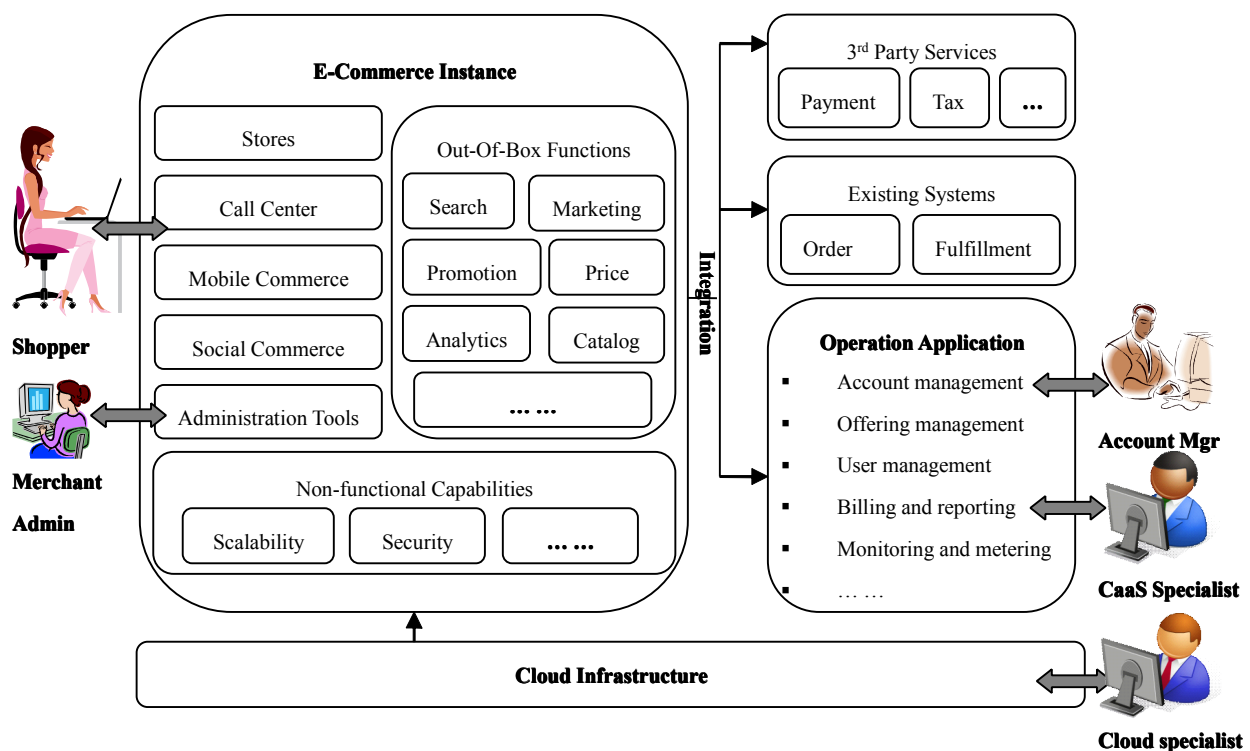 E-Commerce Instance
Stores
Call Center
Mobile Commerce
Social Commerce
Administration Tools
Out-Of-Box Functions
Search
Marketing
Promotion
Price
Analytics
Catalog
... ...
Non-functional Capabilities
Scalability
Security
... ...
Shopper
Merchant
Admin
Integration
3rd Party Services
Payment
Tax
...
Existing Systems
Order
Fulfillment
Operation Application
▪ Account management
▪ Offering management
▪ User management
▪ Billing and reporting
▪ Monitoring and metering
▪ … …
Account Mgr
CaaS Specialist
Cloud Infrastructure
Cloud specialist